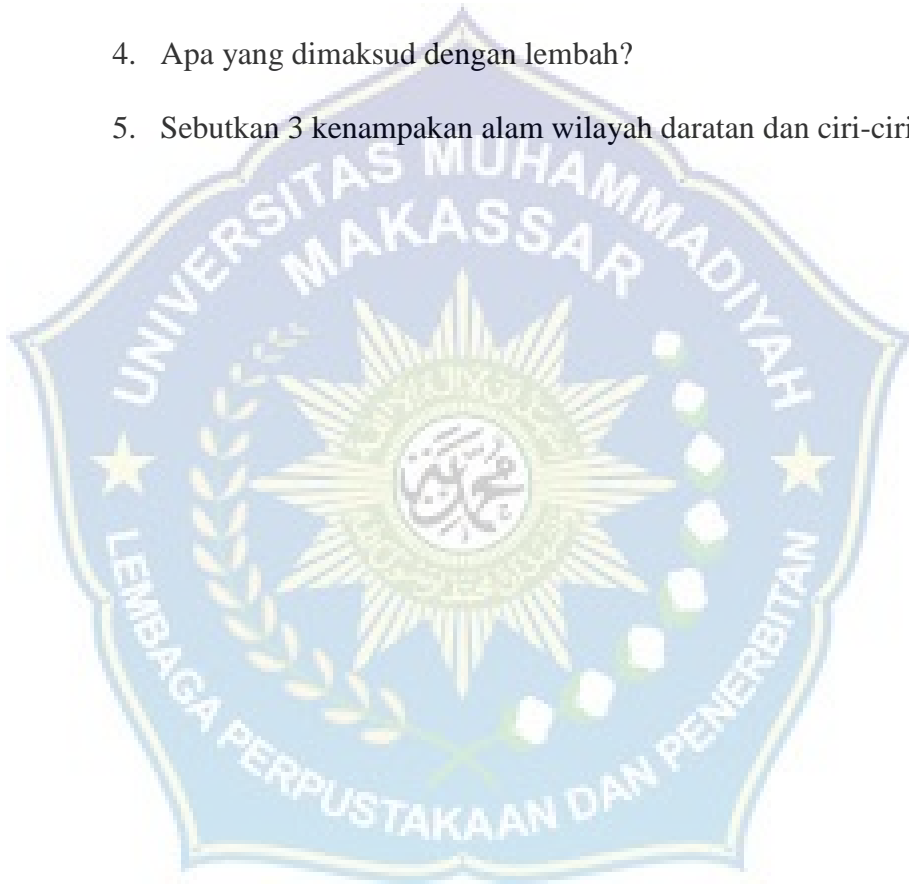 4. Apa yang dimaksud dengan lembah?
5. Sebutkan 3 kenampakan alam wilayah daratan dan ciri-ciri
UNIVERSITAS MUHAMMADIYAH
MAKASSAR
محمد
LEMBAGA PERPUSTAKAAN DAN PENERBITAN